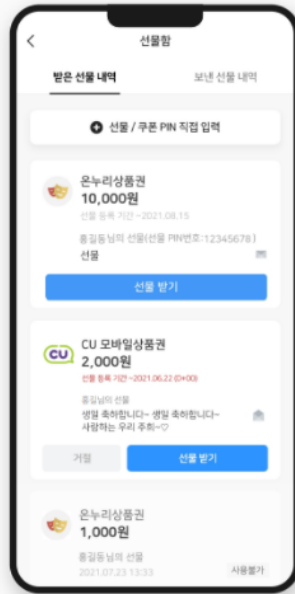 선물함
받은 선물 내역
보낸 선물 내역
선물 / 쿠폰 PIN 직접 입력
온누리상품권
10,000원
선물 등록 기간 ~2021.08.15
홍길동님의 선물(선물 PIN번호:12345678)
선물
선물 받기
CU
CU 모바일상품권
2,000원
선물 등록 기간 ~2021.06.22 (D+00)
홍길님의 선물
생일 축하합니다~ 생일 축하합니다~
사랑하는 우리 주희~♡
거절
선물 받기
온누리상품권
1,000원
홍길동님의 선물
2021.07.23 13:33
사용불가